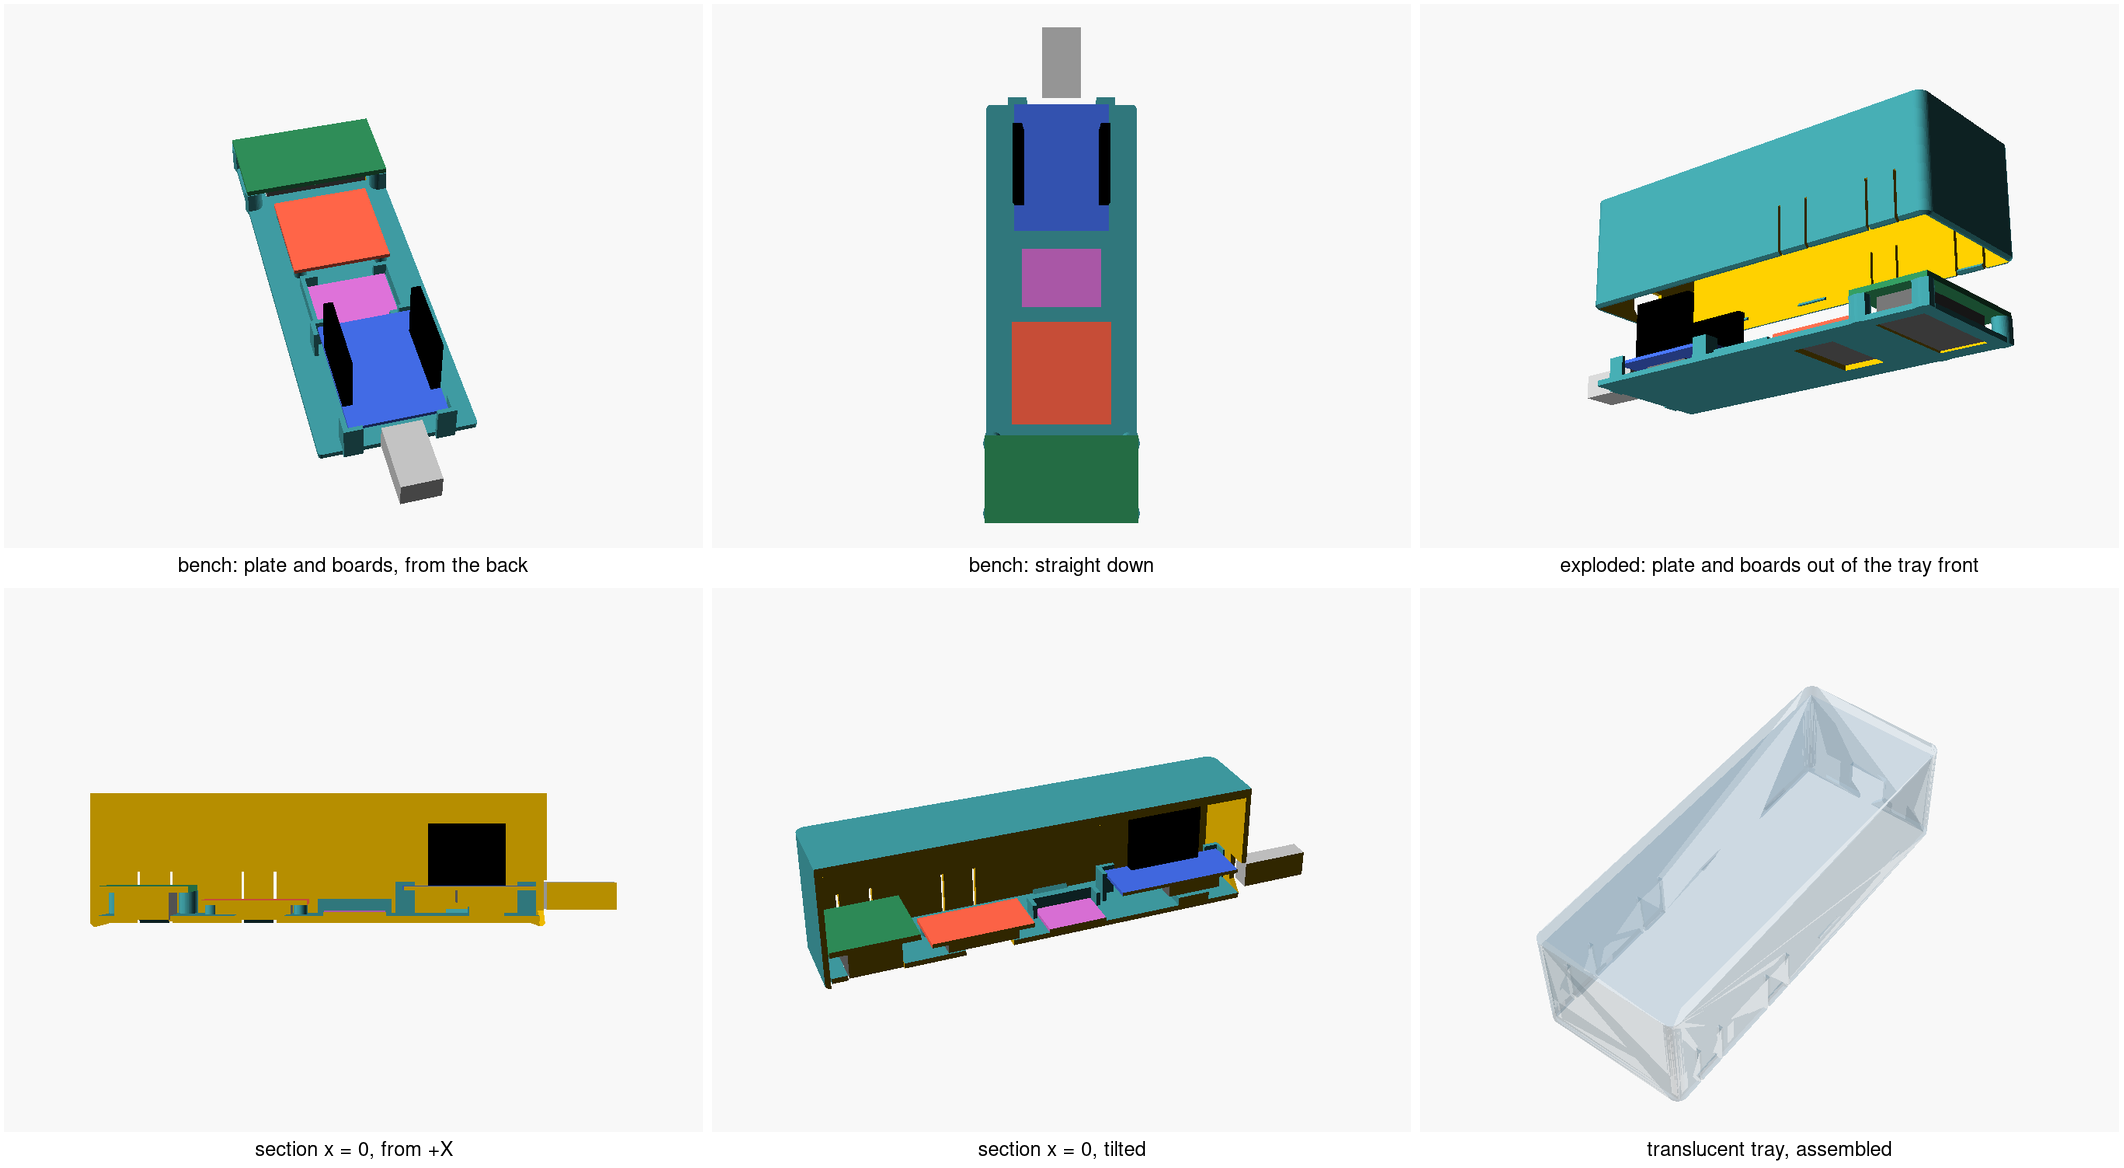 bench: plate and boards, from the back
bench: straight down
exploded: plate and boards out of the tray front
section x = 0, from +X
section x = 0, tilted
translucent tray, assembled